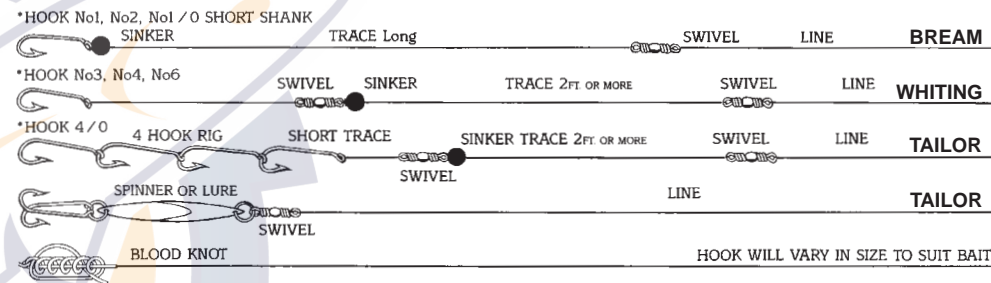 *HOOK No1, No2, No1/0 SHORT SHANK
SINKER TRACE Long SWIVEL LINE BREAM
*HOOK No3, No4, No6
SWIVEL SINKER TRACE 2FT. OR MORE SWIVEL LINE WHITING
*HOOK 4/0 4 HOOK RIG SHORT TRACE SINKER TRACE 2FT. OR MORE SWIVEL LINE TAILOR
SWIVEL
SPINNER OR LURE LINE TAILOR
SWIVEL
BLOOD KNOT HOOK WILL VARY IN SIZE TO SUIT BAIT